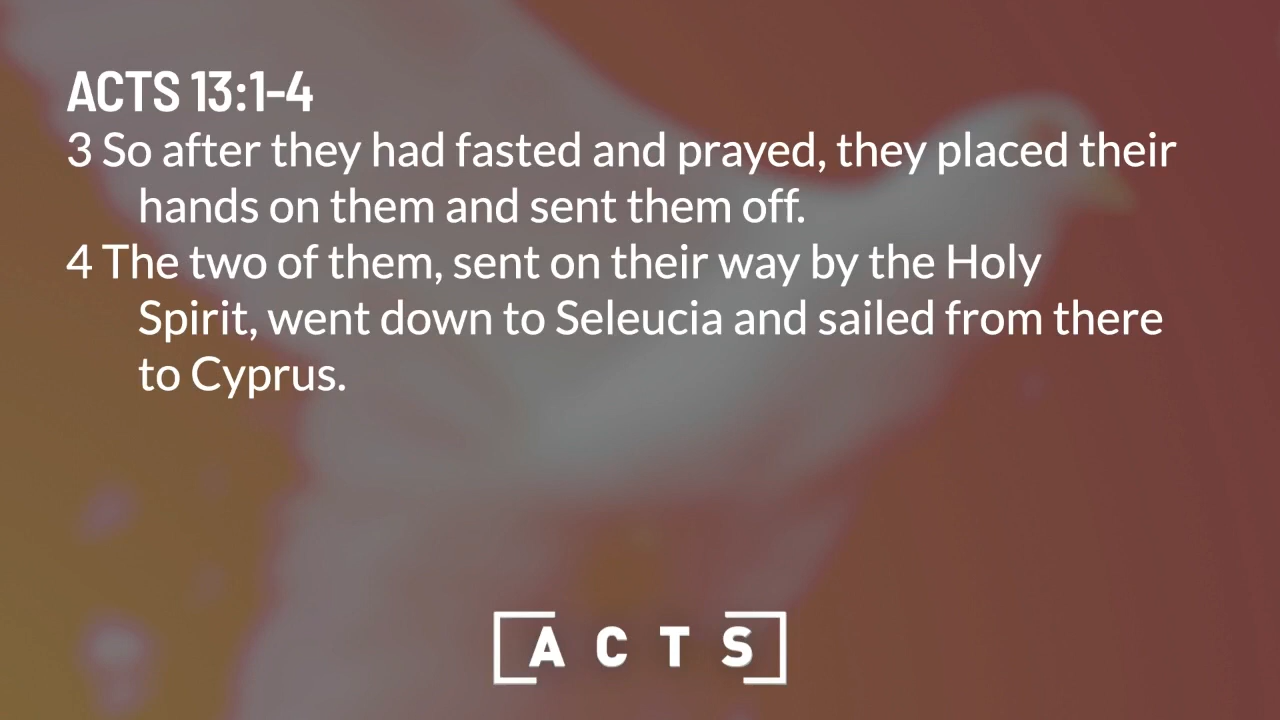 ACTS 13:1-4
3 So after they had fasted and prayed, they placed their
hands on them and sent them off.
4 The two of them, sent on their way by the Holy
Spirit, went down to Seleucia and sailed from there
to Cyprus.
ACTS